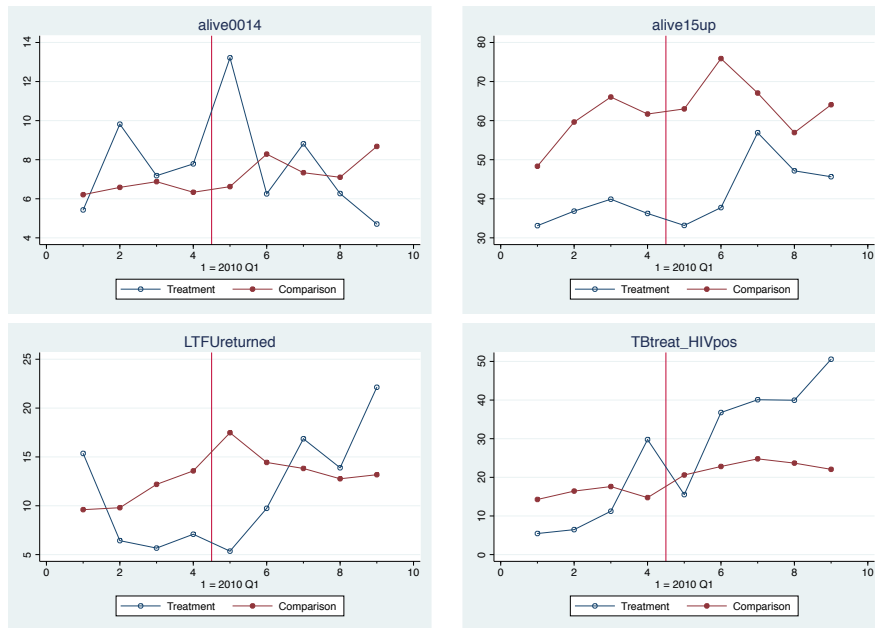 alive0014
14
12
10
8
6
4
0 2 4 6 8 10
1 = 2010 Q1
Treatment Comparison
alive15up
80
70
60
50
40
30
0 2 4 6 8 10
1 = 2010 Q1
Treatment Comparison
LTFUreturned
25
20
15
10
5
0 2 4 6 8 10
1 = 2010 Q1
Treatment Comparison
TBtreat_HIVpos
50
40
30
20
10
0
0 2 4 6 8 10
1 = 2010 Q1
Treatment Comparison